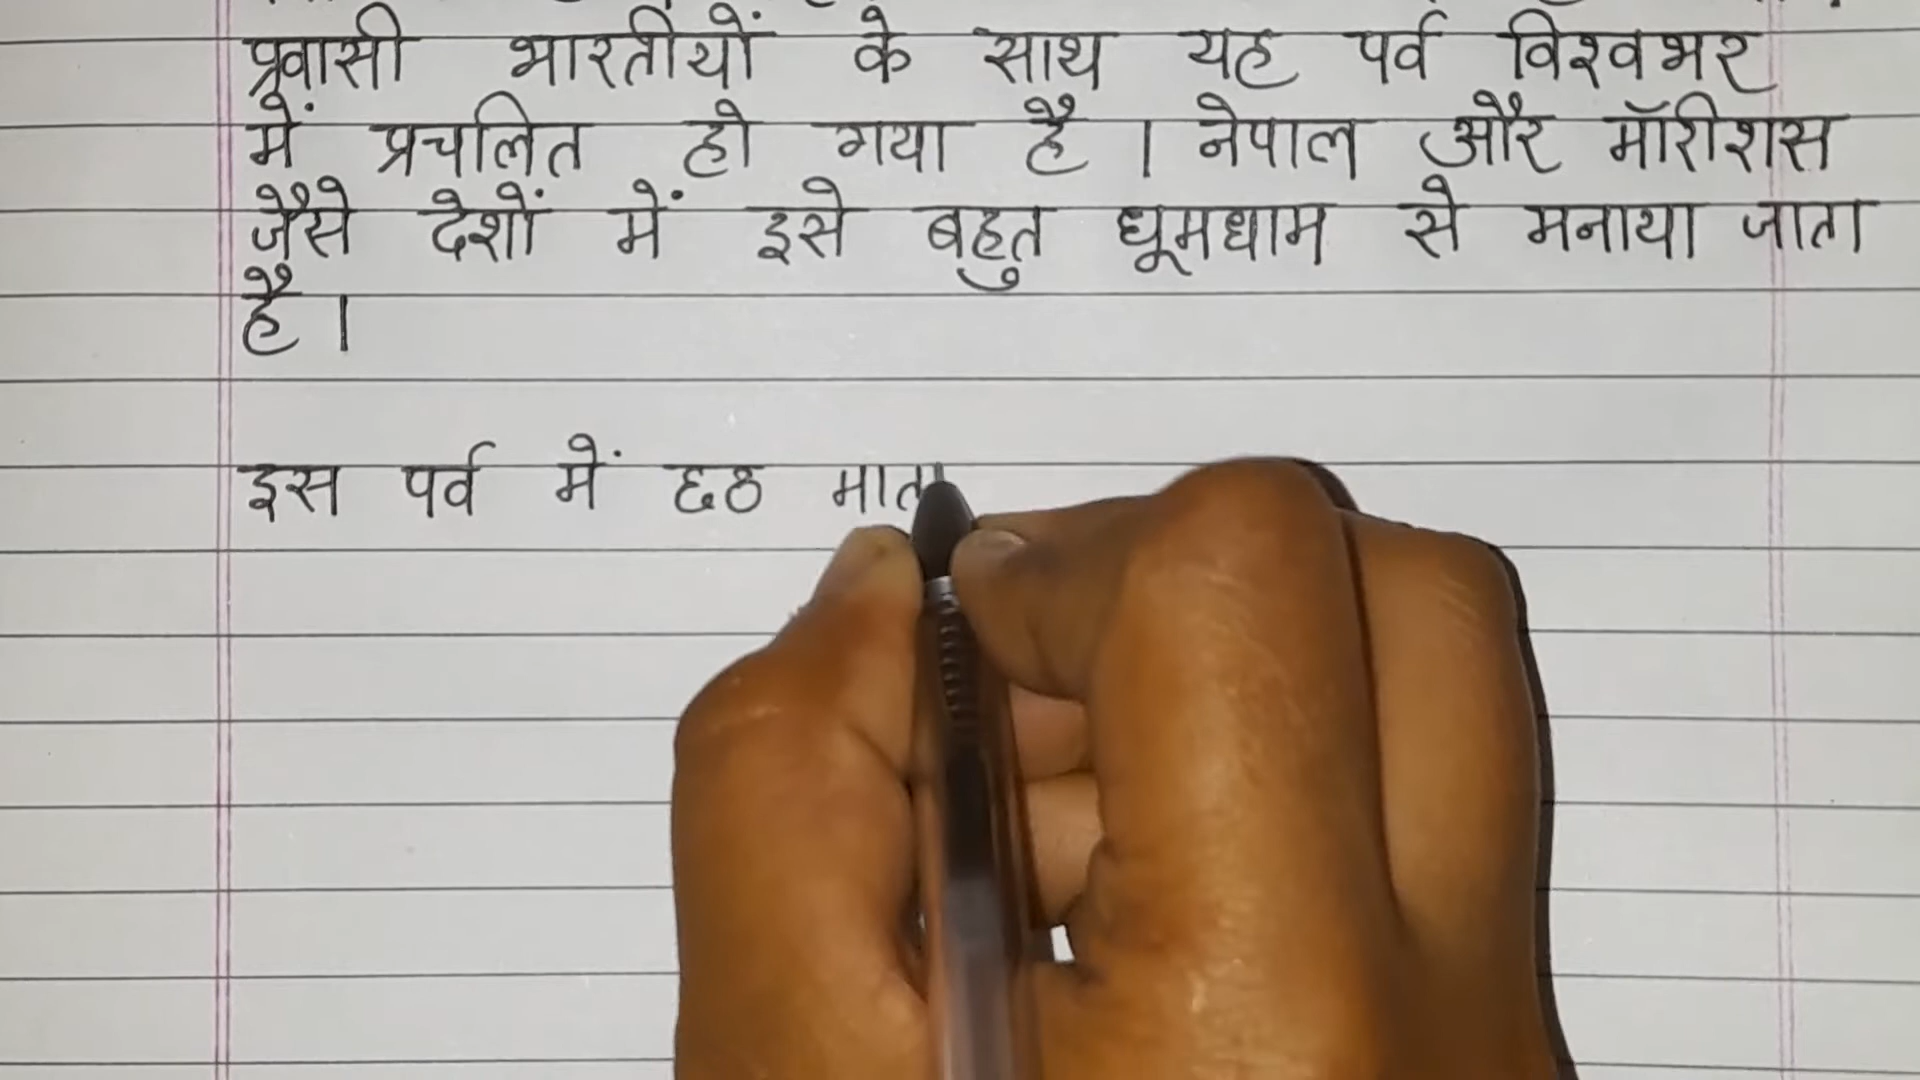 प्रवासी भारतीयों के साथ यह पर्व विश्वभर
में प्रचलित हो गया है । नेपाल और मॉरीशस
जैसे देशों में इसे बहुत धूमधाम से मनाया जाता
है ।
इस पर्व में छठ माता